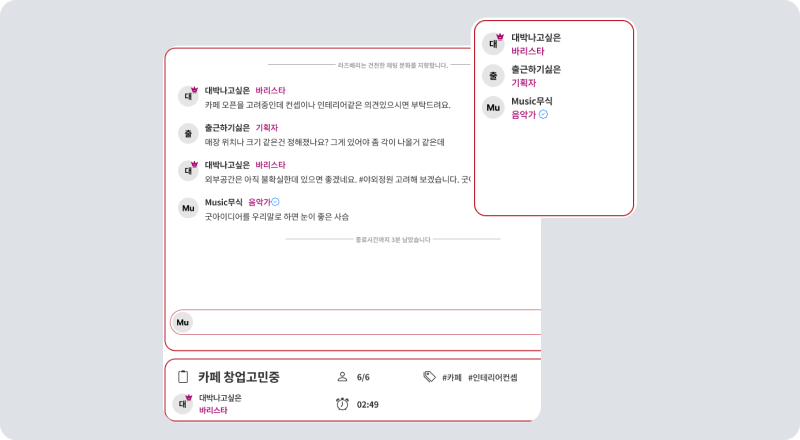 라즈베리는 건전한 채팅 문화를 지향합니다.
대
대박나고싶은 바리스타
카페 오픈을 고려중인데 컨셉이나 인테리어같은 의견있으시면 부탁드려요.
출
출근하기싫은 기획자
매장 위치나 크기 같은건 정해졌나요? 그게 있어야 좀 각이 나올거 같은데
대
대박나고싶은 바리스타
외부공간은 아직 불확실한데 있으면 좋겠네요. #야외정원 고려해 보겠습니다.
Mu
Music무식 음악가
굿아이디어를 우리말로 하면 눈이 좋은 사슴
종료시간까지 3분 남았습니다
Mu
카페 창업고민중
6/6
#카페 #인테리어컨셉
대
대박나고싶은
바리스타
02:49
대
대박나고싶은
바리스타
출
출근하기싫은
기획자
Mu
Music무식
음악가